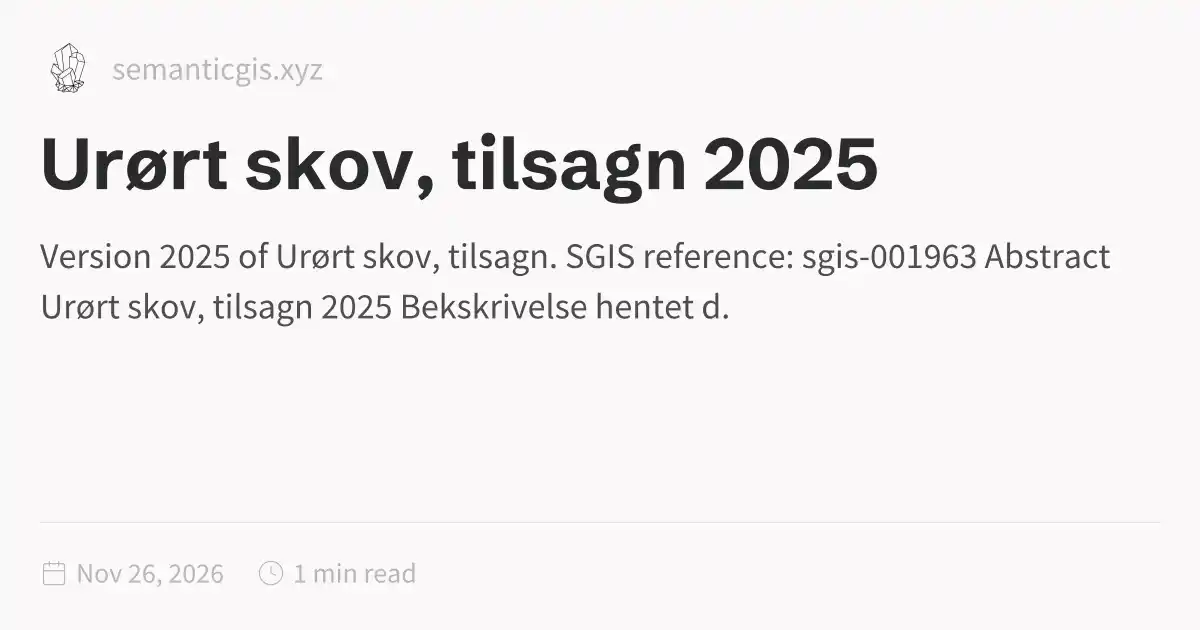 semanticgis.xyz
Urørt skov, tilsagn 2025
Version 2025 of Urørt skov, tilsagn. SGIS reference: sgis-001963 Abstract
Urørt skov, tilsagn 2025 Bekskrivelse hentet d.
Nov 26, 2026 1 min read